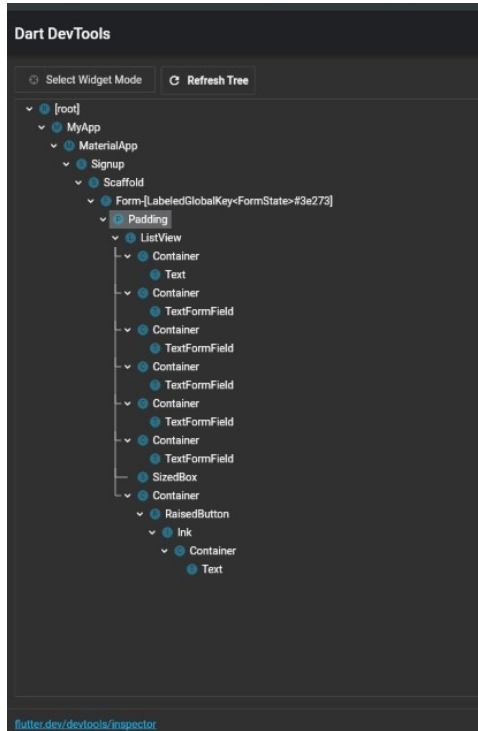 Dart DevTools
Select Widget Mode Refresh Tree
[root]
MyApp
MaterialApp
Signup
Scaffold
Form-[LabeledGlobalKey<FormState>#3e273]
Padding
ListView
Container
Text
Container
TextFormField
Container
TextFormField
Container
TextFormField
Container
TextFormField
Container
TextFormField
SizedBox
Container
RaisedButton
Ink
Container
Text
flutter.dev/devtools/inspector